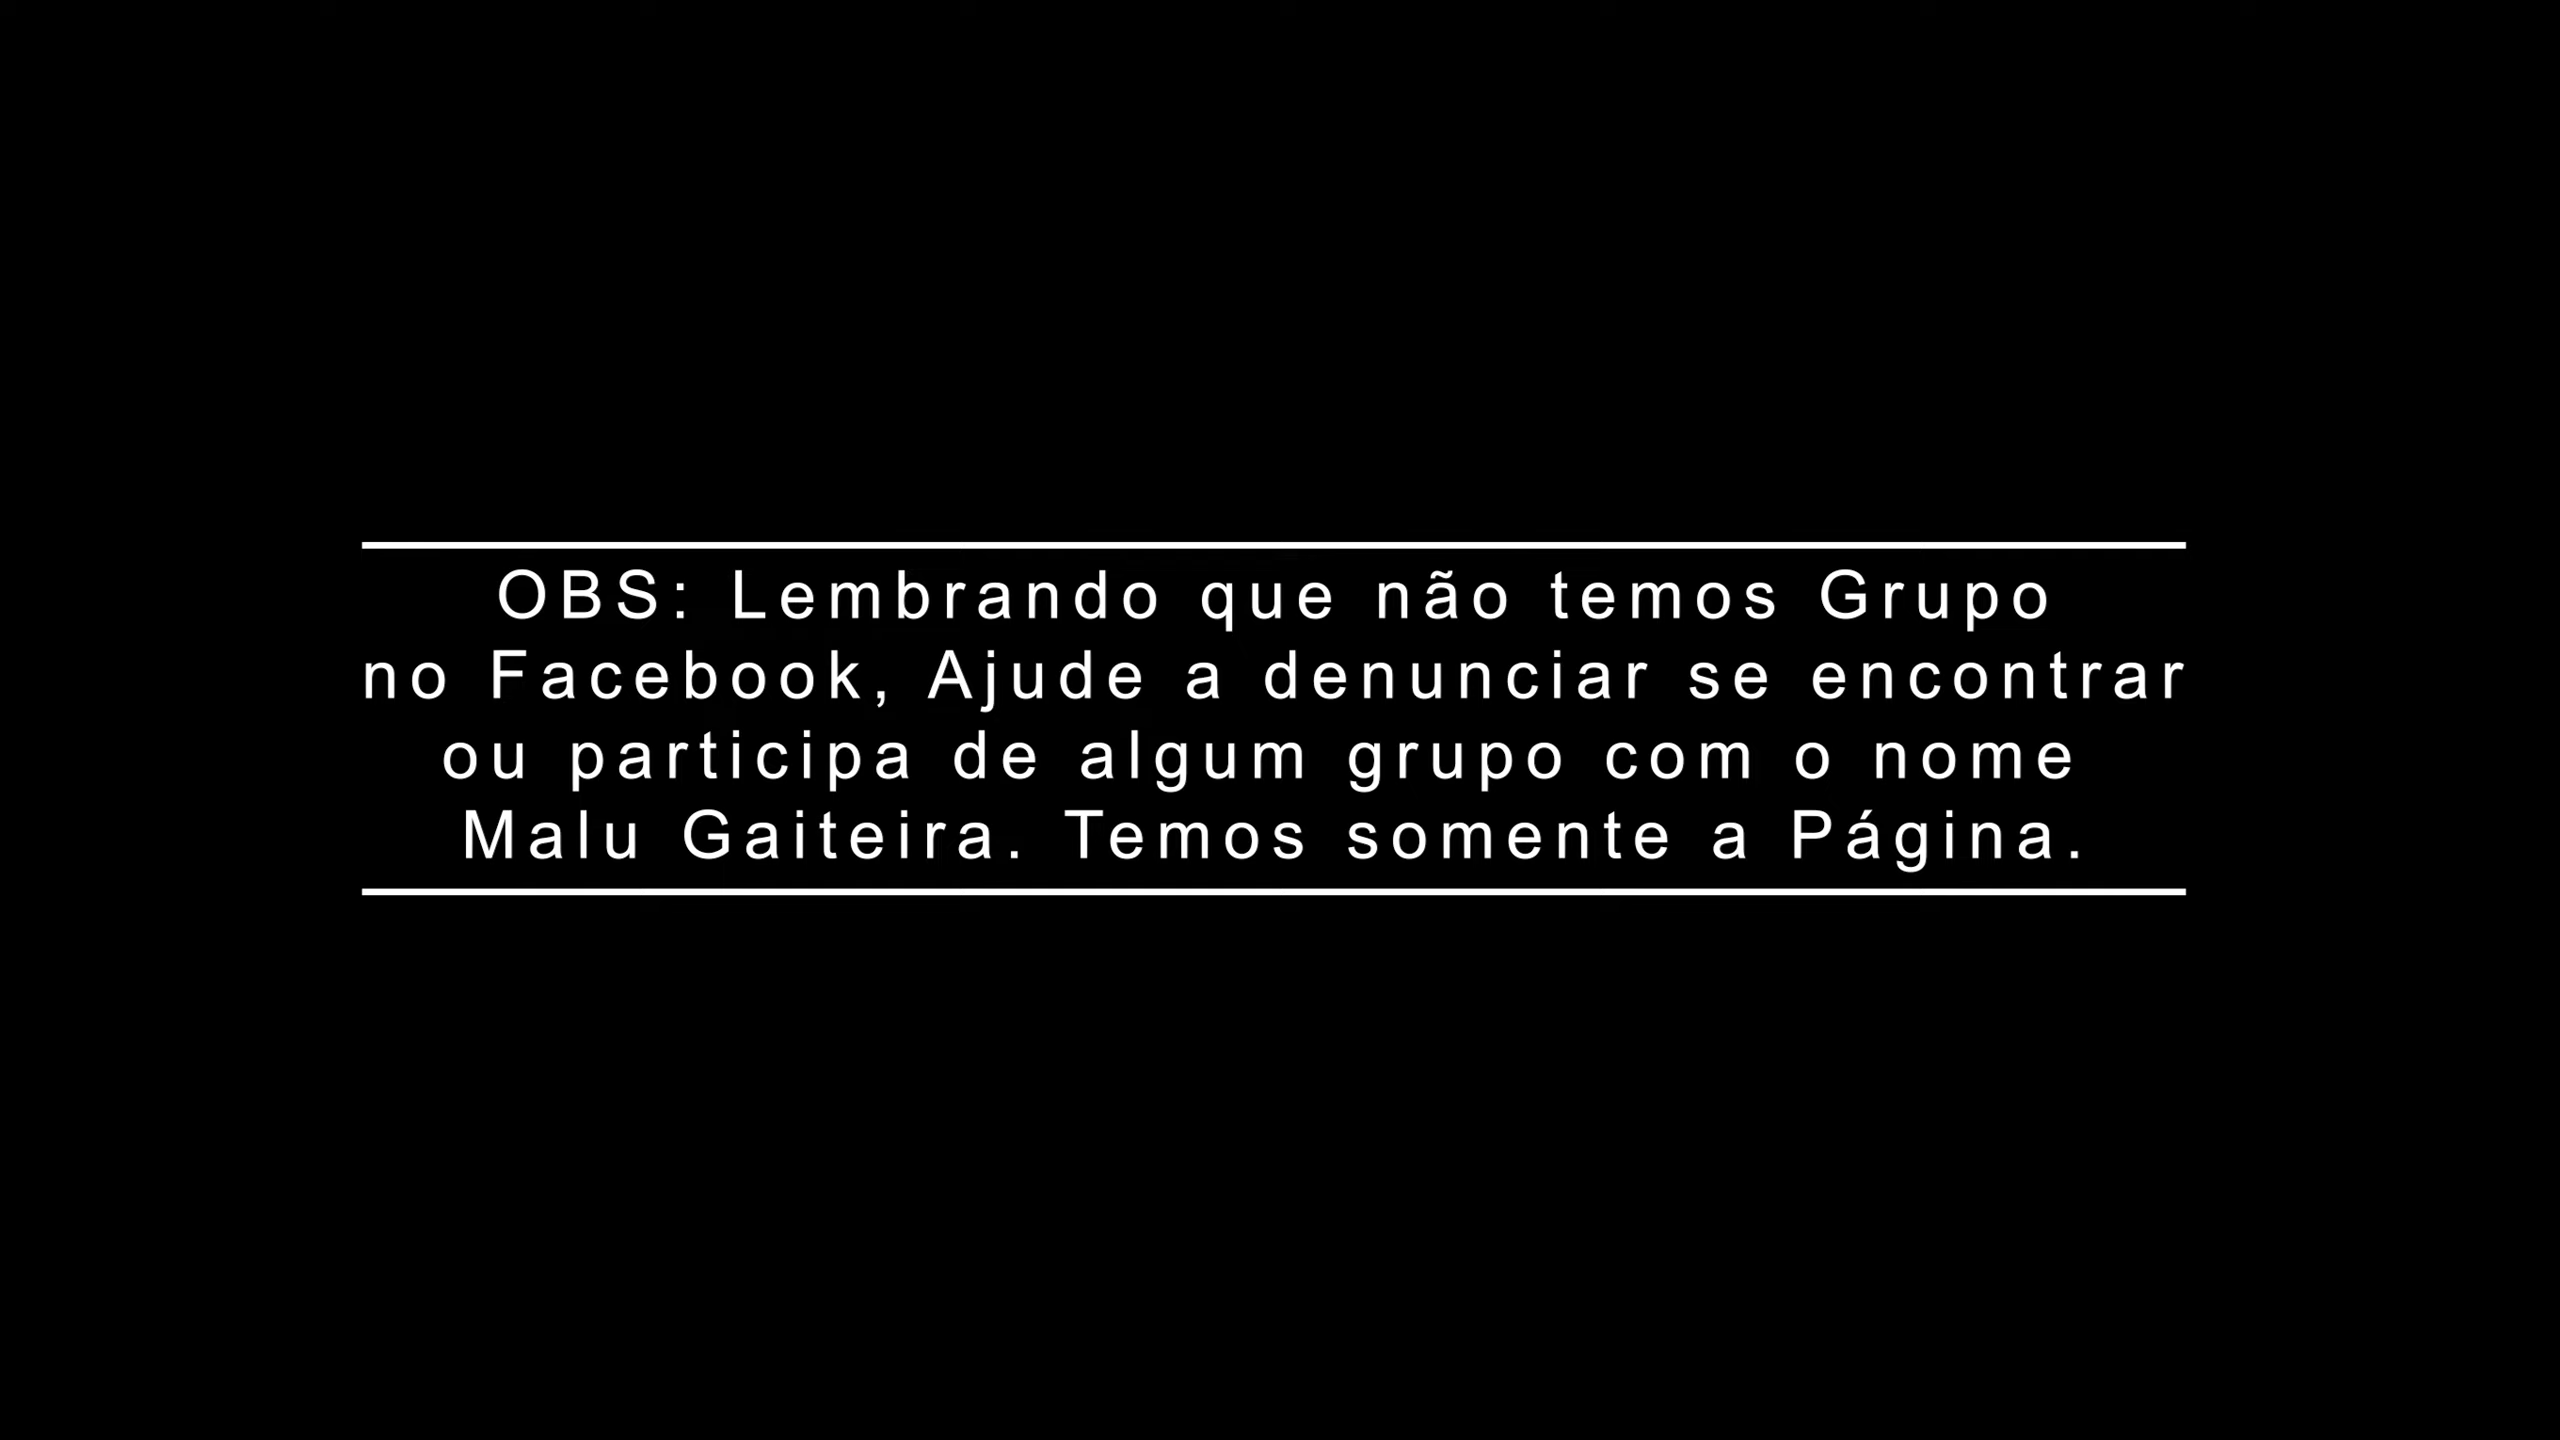 OBS: Lembrando que não temos Grupo
no Facebook, Ajude a denunciar se encontrar
ou participa de algum grupo com o nome
Malu Gaiteira. Temos somente a Página.